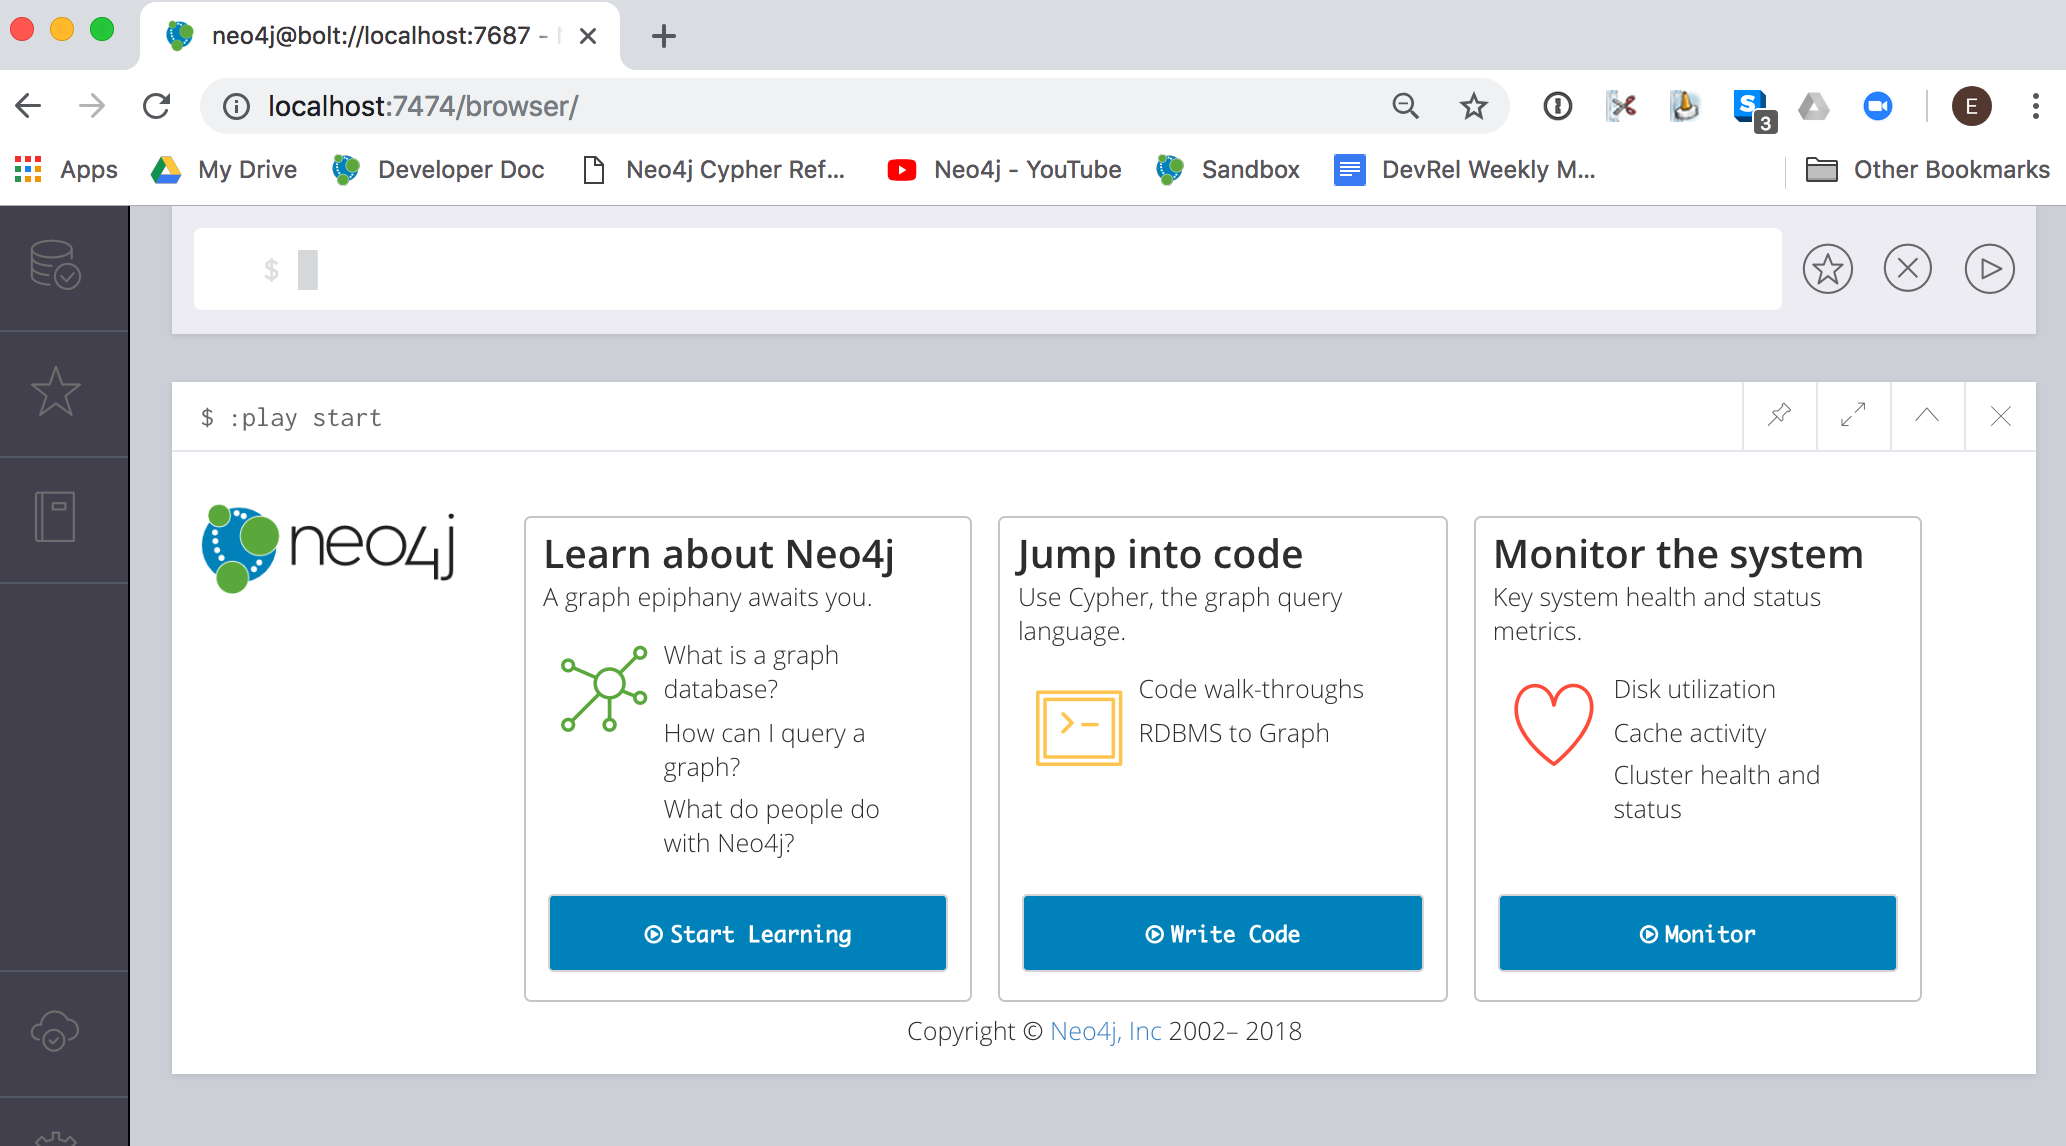 neo4j@bolt://localhost:7687 -
localhost:7474/browser/
3
E
Apps My Drive Developer Doc Neo4j Cypher Ref... Neo4j - YouTube Sandbox DevRel Weekly M... Other Bookmarks
$
$ :play start
neo4j
Learn about Neo4j
A graph epiphany awaits you.
What is a graph
database?
How can I query a
graph?
What do people do
with Neo4j?
Start Learning
Jump into code
Use Cypher, the graph query
language.
Code walk-throughs
RDBMS to Graph
Write Code
Monitor the system
Key system health and status
metrics.
Disk utilization
Cache activity
Cluster health and
status
Monitor
Copyright © Neo4j, Inc 2002– 2018